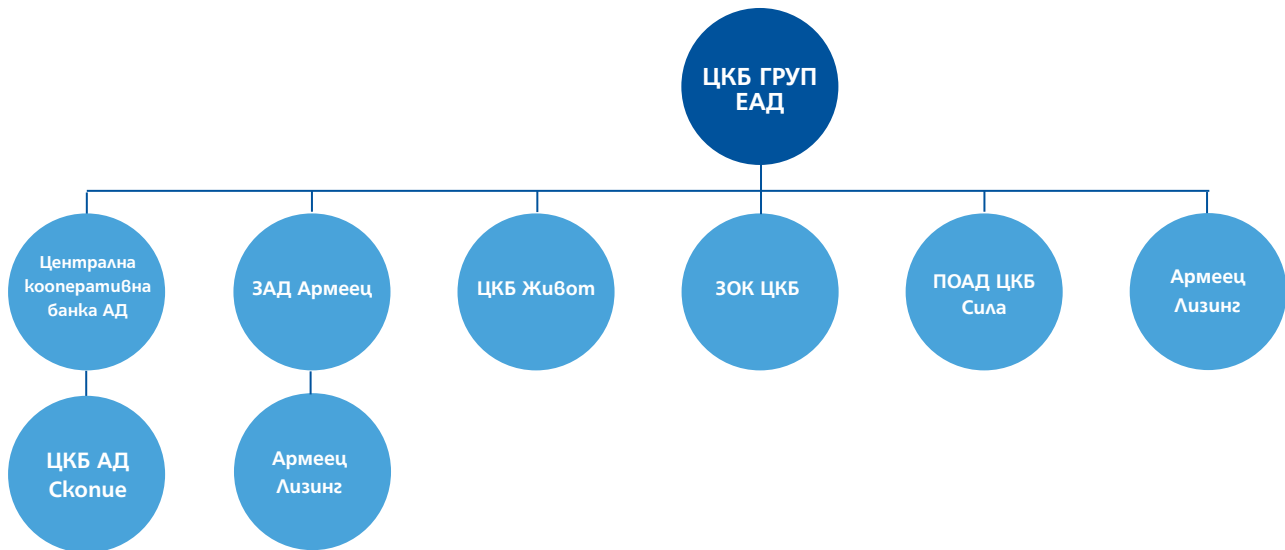 ЦКБ ГРУП
ЕАД
Централна
кооперативна
банка АД
ЗАД Армеец
ЦКБ Живот
ЗОК ЦКБ
ПОАД ЦКБ
Сила
Армеец
Лизинг
ЦКБ АД
Скопие
Армеец
Лизинг